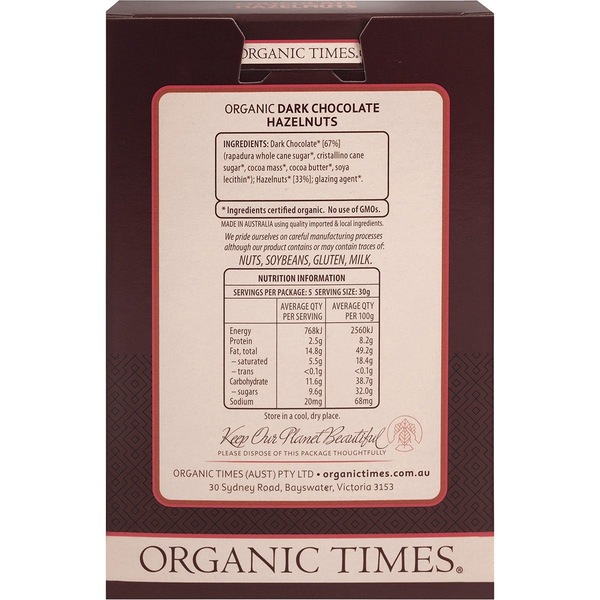 ORGANIC TIMES
ORGANIC DARK CHOCOLATE
HAZELNUTS
INGREDIENTS: Dark Chocolate* [67%]
(rapadura whole cane sugar*, cristallino cane
sugar*, cocoa mass*, cocoa butter*, soya
lecithin*); Hazelnuts* [33%]; glazing agent*.
* Ingredients certified organic. No use of GMOs.
MADE IN AUSTRALIA using quality imported & local ingredients.
We pride ourselves on careful manufacturing processes
although our product contains or may contain traces of:
NUTS, SOYBEANS, GLUTEN, MILK.
NUTRITION INFORMATION
SERVINGS PER PACKAGE: 5 SERVING SIZE: 30g
AVERAGE QTY PER SERVING AVERAGE QTY PER 100g
Energy 768kJ 2560kJ
Protein 2.5g 8.2g
Fat, total 14.8g 49.2g
– saturated 5.5g 18.4g
– trans <0.1g <0.1g
Carbohydrate 11.6g 38.7g
– sugars 9.6g 32.0g
Sodium 20mg 68mg
Store in a cool, dry place.
Keep Our Planet Beautiful
PLEASE DISPOSE OF THIS PACKAGE THOUGHTFULLY
ORGANIC TIMES (AUST) PTY LTD • organictimes.com.au
30 Sydney Road, Bayswater, Victoria 3153
ORGANIC TIMES®